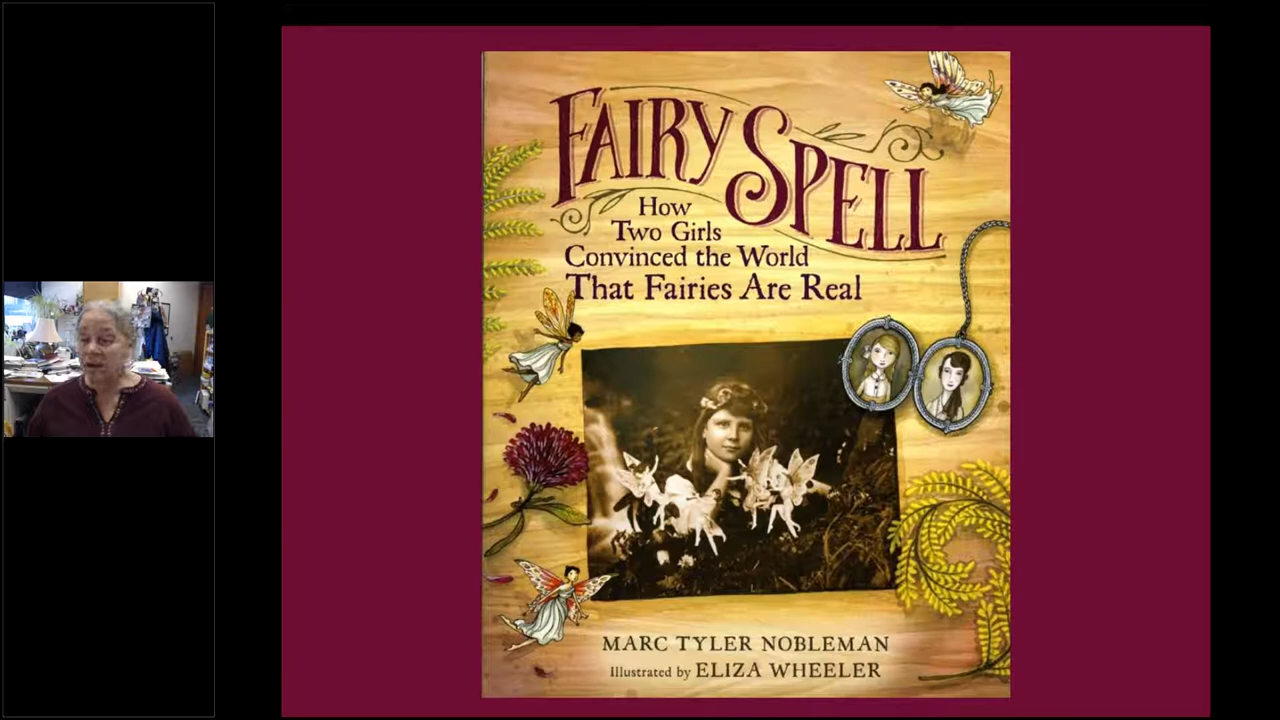 FAIRY SPELL
How
Two Girls
Convinced the World
That Fairies Are Real
MARC TYLER NOBLEMAN
Illustrated by ELIZA WHEELER